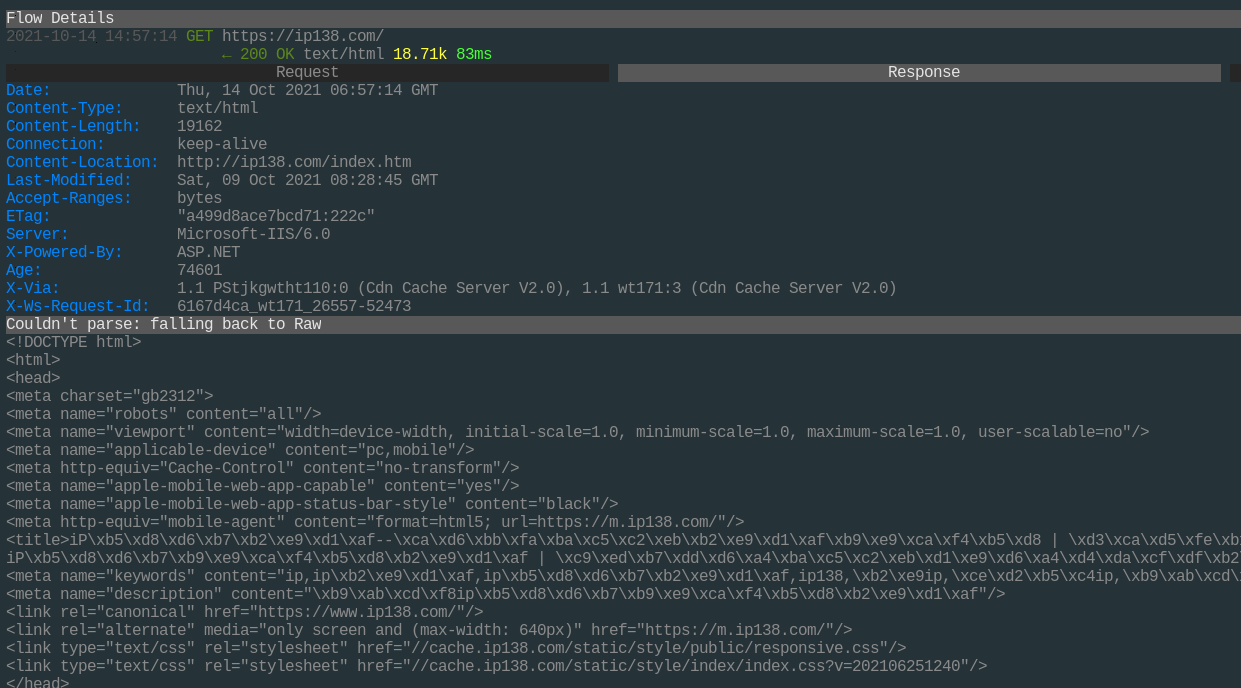 Flow Details
2021-10-14 14:57:14 GET https://ip138.com/
← 200 OK text/html 18.71k 83ms
Request Response
Date: Thu, 14 Oct 2021 06:57:14 GMT
Content-Type: text/html
Content-Length: 19162
Connection: keep-alive
Content-Location: http://ip138.com/index.htm
Last-Modified: Sat, 09 Oct 2021 08:28:45 GMT
Accept-Ranges: bytes
ETag: "a499d8ace7bcd71:222c"
Server: Microsoft-IIS/6.0
X-Powered-By: ASP.NET
Age: 74601
X-Via: 1.1 PStjkgwtht110:0 (Cdn Cache Server V2.0), 1.1 wt171:3 (Cdn Cache Server V2.0)
X-Ws-Request-Id: 6167d4ca_wt171_26557-52473
Couldn't parse: falling back to Raw
<!DOCTYPE html>
<html>
<head>
<meta charset="gb2312">
<meta name="robots" content="all"/>
<meta name="viewport" content="width=device-width, initial-scale=1.0, minimum-scale=1.0, maximum-scale=1.0, user-scalable=no"/>
<meta name="applicable-device" content="pc,mobile"/>
<meta http-equiv="Cache-Control" content="no-transform"/>
<meta name="apple-mobile-web-app-capable" content="yes"/>
<meta name="apple-mobile-web-app-status-bar-style" content="black"/>
<meta http-equiv="mobile-agent" content="format=html5; url=https://m.ip138.com/"/>
<title>iP\xb5\xd8\xd6\xb7\xb2\xe9\xd1\xaf--\xca\xd6\xbb\xfa\xba\xc5\xc2\xeb\xb2\xe9\xd1\xaf\xb9\xe9\xca\xf4\xb5\xd8 | \xd3\xca\xd5\xfe\xb
iP\xb5\xd8\xd6\xb7\xb9\xe9\xca\xf4\xb5\xd8\xb2\xe9\xd1\xaf | \xc9\xed\xb7\xdd\xd6\xa4\xba\xc5\xc2\xeb\xd1\xe9\xd6\xa4\xd4\xda\xcf\xdf\xb2
<meta name="keywords" content="ip,ip\xb2\xe9\xd1\xaf,ip\xb5\xd8\xd6\xb7\xb2\xe9\xd1\xaf,ip138,\xb2\xe9ip,\xce\xd2\xb5\xc4ip,\xb9\xab\xcd\
<meta name="description" content="\xb9\xab\xcd\xf8ip\xb5\xd8\xd6\xb7\xb9\xe9\xca\xf4\xb5\xd8\xb2\xe9\xd1\xaf"/>
<link rel="canonical" href="https://www.ip138.com/"/>
<link rel="alternate" media="only screen and (max-width: 640px)" href="https://m.ip138.com/"/>
<link type="text/css" rel="stylesheet" href="//cache.ip138.com/static/style/public/responsive.css"/>
<link type="text/css" rel="stylesheet" href="//cache.ip138.com/static/style/index/index.css?v=202106251240"/>
</head>